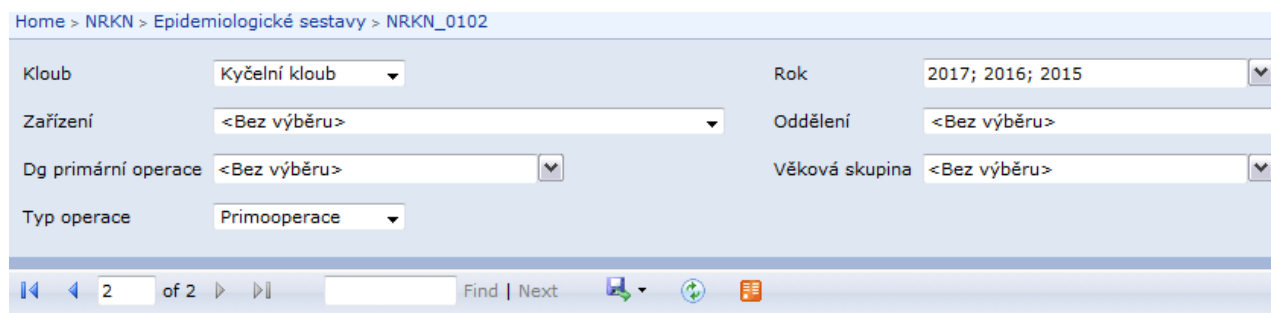 Home > NRKN > Epidemiologické sestavy > NRKN_0102
Kloub Kyčelní kloub Rok 2017; 2016; 2015
Zařízení <Bez výběru> Oddělení <Bez výběru>
Dg primární operace <Bez výběru> Věková skupina <Bez výběru>
Typ operace Primooperace
2 of 2 Find | Next